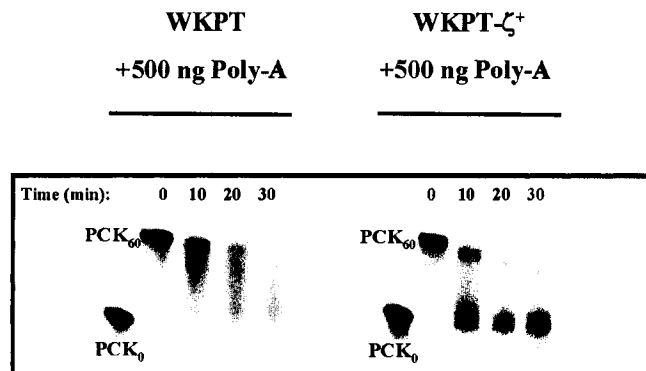 WKPT WKPT-ζ⁺
+500 ng Poly-A +500 ng Poly-A
Time (min): 0 10 20 30 0 10 20 30
PCK₆₀ PCK₆₀
PCK₀ PCK₀